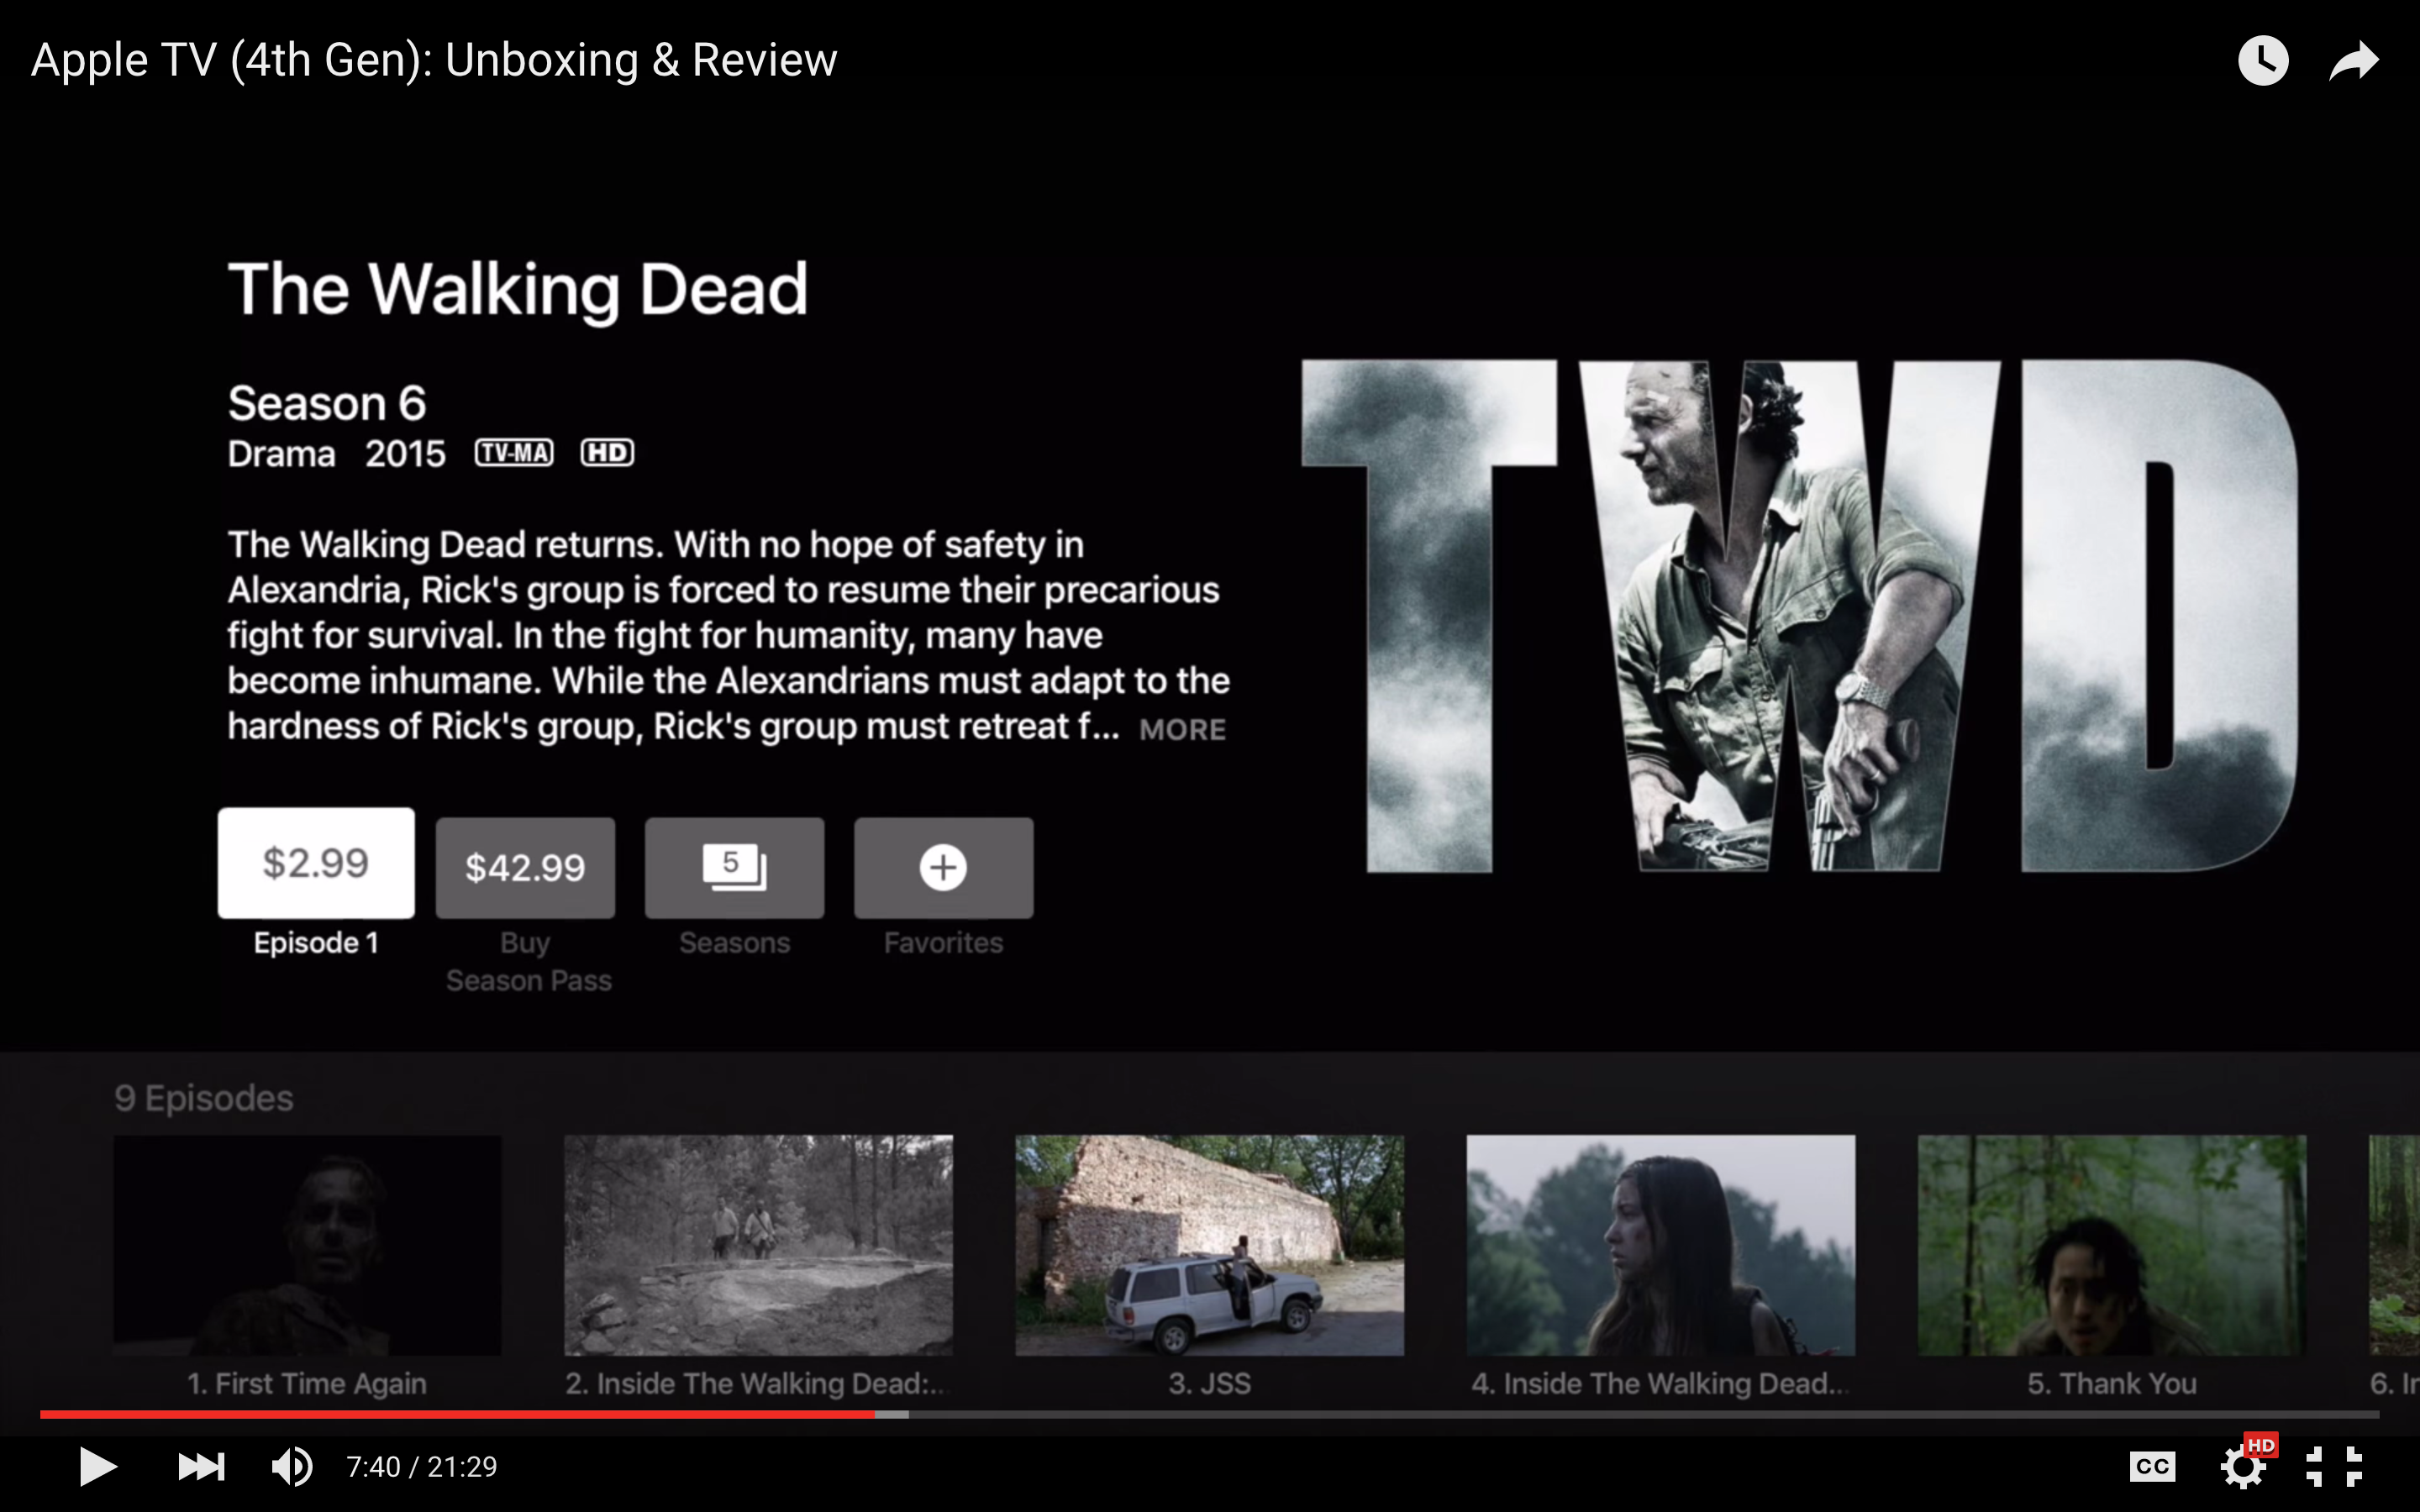 Apple TV (4th Gen): Unboxing & Review
The Walking Dead
Season 6
Drama 2015 TV-MA HD
The Walking Dead returns. With no hope of safety in
Alexandria, Rick's group is forced to resume their precarious
fight for survival. In the fight for humanity, many have
become inhumane. While the Alexandrians must adapt to the
hardness of Rick's group, Rick's group must retreat f... MORE
TWD
$2.99
$42.99
5
Episode 1
Buy
Season Pass
Seasons
Favorites
9 Episodes
1. First Time Again
2. Inside The Walking Dead:...
3. JSS
4. Inside The Walking Dead...
5. Thank You
6. Ir
7:40 / 21:29
CC
HD